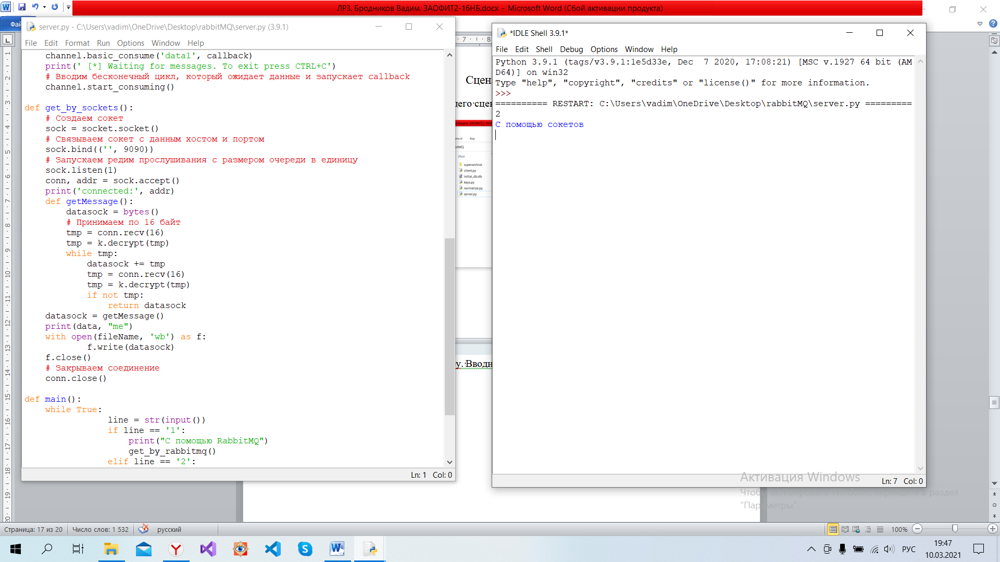 ЛР3. Бродников Вадим. ЗАОФИТ2-16НБ.docx - Microsoft Word (Сбой активации продукта)
server.py - C:\Users\vadim\OneDrive\Desktop\rabbitMQ\server.py (3.9.1)
File Edit Format Run Options Window Help
channel.basic_consume('data1', callback)
print(' [*] Waiting for messages. To exit press CTRL+C')
# Вводим бесконечный цикл, который ожидает данные и запускает callback
channel.start_consuming()
def get_by_sockets():
# Создаем сокет
sock = socket.socket()
# Связываем сокет с данным хостом и портом
sock.bind(('', 9090))
# Запускаем редим прослушивания с размером очереди в единицу
sock.listen(1)
conn, addr = sock.accept()
print('connected:', addr)
def getMessage():
datasock = bytes()
# Принимаем по 16 байт
tmp = conn.recv(16)
tmp = k.decrypt(tmp)
while tmp:
datasock += tmp
tmp = conn.recv(16)
tmp = k.decrypt(tmp)
if not tmp:
return datasock
datasock = getMessage()
print(data, "me")
with open(fileName, 'wb') as f:
f.write(datasock)
f.close()
# Закрываем соединение
conn.close()
def main():
while True:
line = str(input())
if line == '1':
print("С помощью RabbitMQ")
get_by_rabbitmq()
elif line == '2':
Ln: 1 Col: 0
Имя
superarchive
client.py
initial_db.db
keys.py
normalize.py
server.py
у. Вводи
*IDLE Shell 3.9.1*
File Edit Shell Debug Options Window Help
Python 3.9.1 (tags/v3.9.1:1e5d33e, Dec 7 2020, 17:08:21) [MSC v.1927 64 bit (AM
D64)] on win32
Type "help", "copyright", "credits" or "license()" for more information.
>>>
========== RESTART: C:\Users\vadim\OneDrive\Desktop\rabbitMQ\server.py =========
2
С помощью сокетов
Ln: 7 Col: 0
Активация Windows
Чтобы активировать Windows, перейдите в раздел
"Параметры".
Страница: 17 из 20 Число слов: 1 532 русский 100%
РУС 19:47
10.03.2021